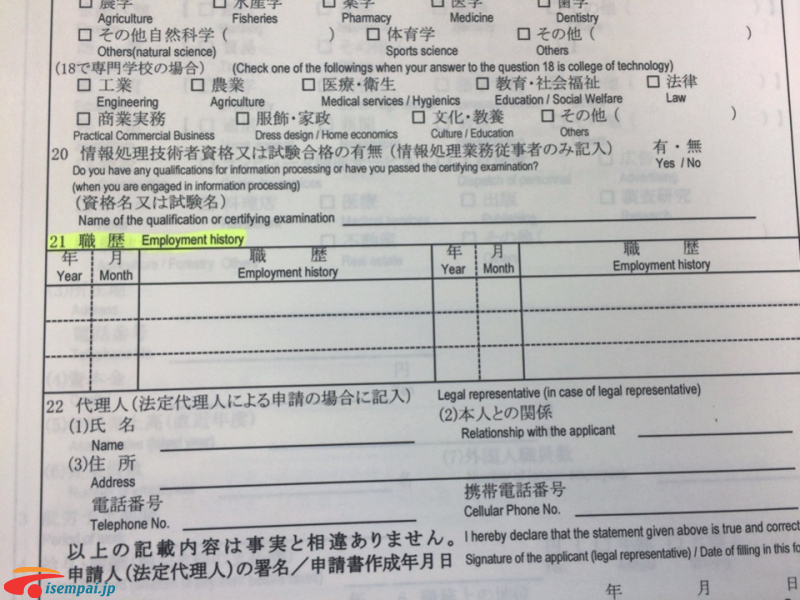 □ 農学 □ 水産学 □ 薬学 □ 医学 □ 歯学
Agriculture Fisheries Pharmacy Medicine Dentistry
□ その他自然科学( ) □ 体育学 □ その他( )
Others(natural science) Sports science Others
(18で専門学校の場合) (Check one of the followings when your answer to the question 18 is college of technology)
□ 工業 □ 農業 □ 医療・衛生 □ 教育・社会福祉 □ 法律
Engineering Agriculture Medical services / Hygienics Education / Social Welfare Law
□ 商業実務 □ 服飾・家政 □ 文化・教養 □ その他( )
Practical Commercial Business Dress design / Home economics Culture / Education Others
20 情報処理技術者資格又は試験合格の有無(情報処理業務従事者のみ記入) 有・無
Do you have any qualifications for information processing or have you passed the certifying examination? Yes / No
(when you are engaged in information processing)
(資格名又は試験名)
Name of the qualification or certifying examination
21 職 歴 Employment history
年 月 職 歴 年 月 職 歴
Year Month Employment history Year Month Employment history
22 代理人(法定代理人による申請の場合に記入) Legal representative (in case of legal representative)
(1)氏 名 (2)本人との関係
Name Relationship with the applicant
(3)住 所
Address
電話番号 携帯電話番号
Telephone No. Cellular Phone No.
以上の記載内容は事実と相違ありません。 I hereby declare that the statement given above is true and correct
申請人(法定代理人)の署名/申請書作成年月日 Signature of the applicant (legal representative) / Date of filling in this fo
年 月 日
isempai.jp